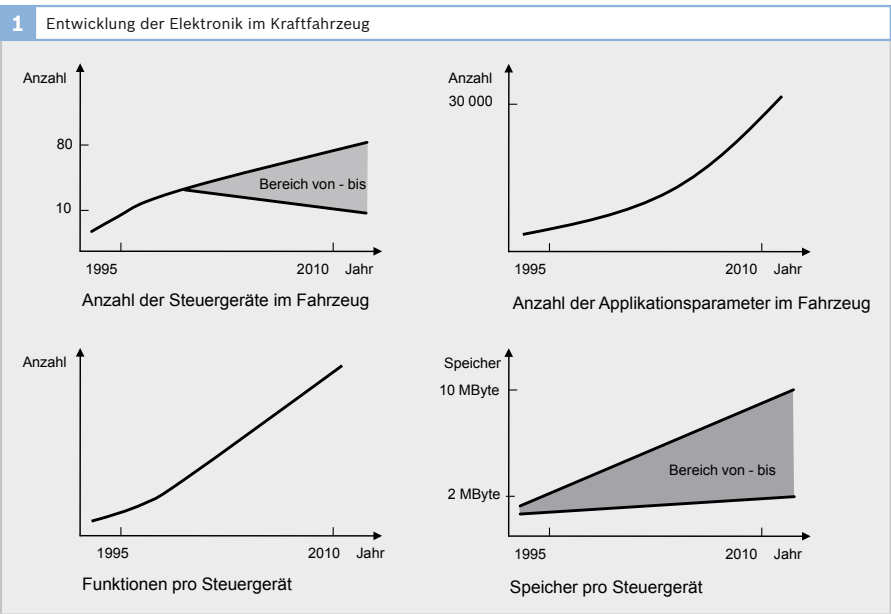 1 Entwicklung der Elektronik im Kraftfahrzeug
Anzahl
80
10
Bereich von - bis
1995 2010 Jahr
Anzahl der Steuergeräte im Fahrzeug
Anzahl
30 000
1995 2010 Jahr
Anzahl der Applikationsparameter im Fahrzeug
Anzahl
1995 2010 Jahr
Funktionen pro Steuergerät
Speicher
10 MByte
Bereich von - bis
2 MByte
1995 2010 Jahr
Speicher pro Steuergerät